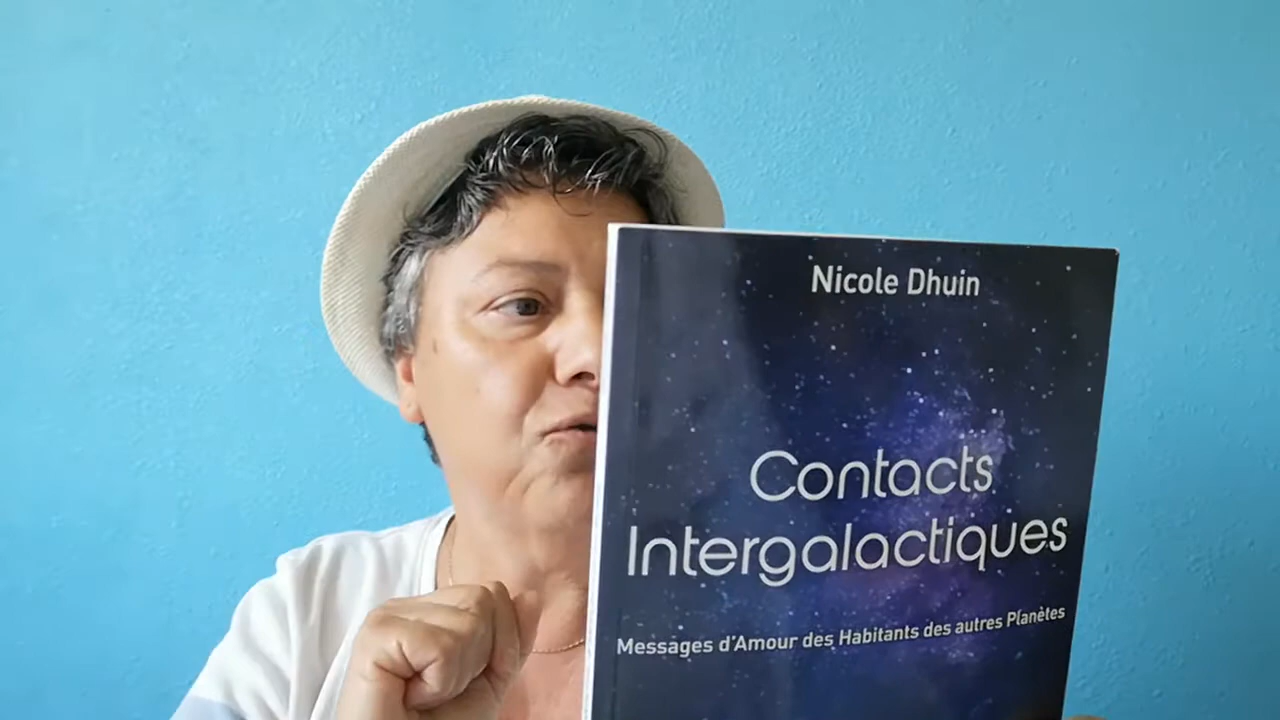 Nicole Dhuin
Contacts
Intergalactiques
Messages d'Amour des Habitants des autres Planètes